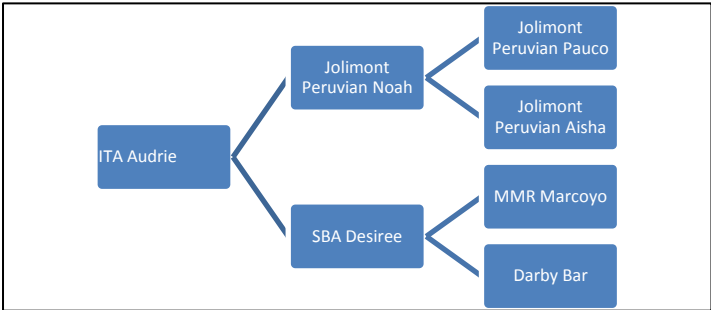 Jolimont
Peruvian Pauco
Jolimont
Peruvian Noah
Jolimont
Peruvian Aisha
ITA Audrie
MMR Marcoyo
SBA Desiree
Darby Bar